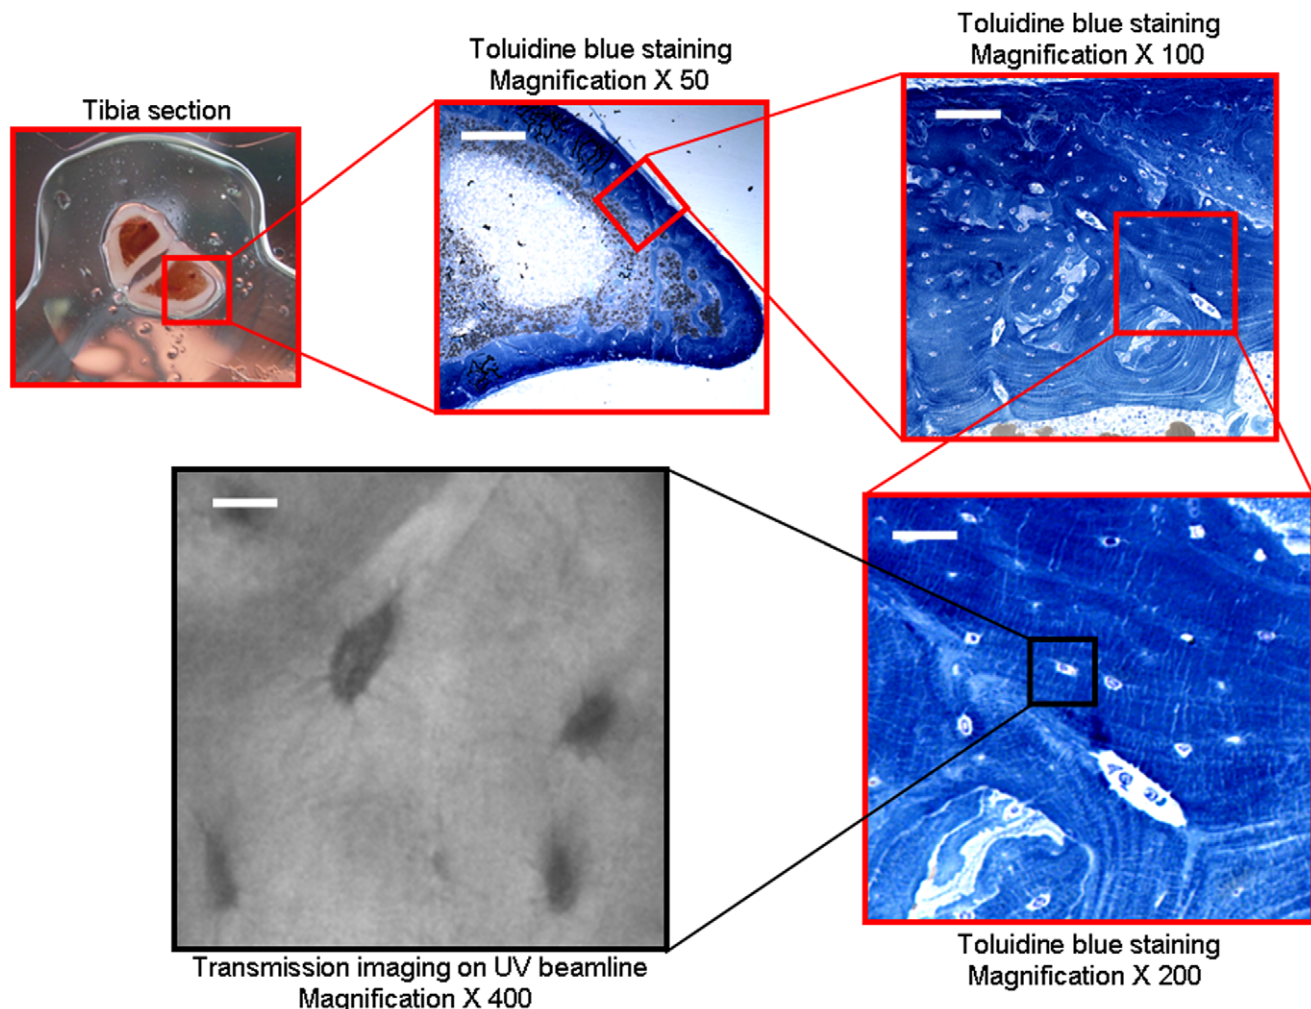 Tibia section
Toluidine blue staining
Magnification X 50
Toluidine blue staining
Magnification X 100
Transmission imaging on UV beamline
Magnification X 400
Toluidine blue staining
Magnification X 200